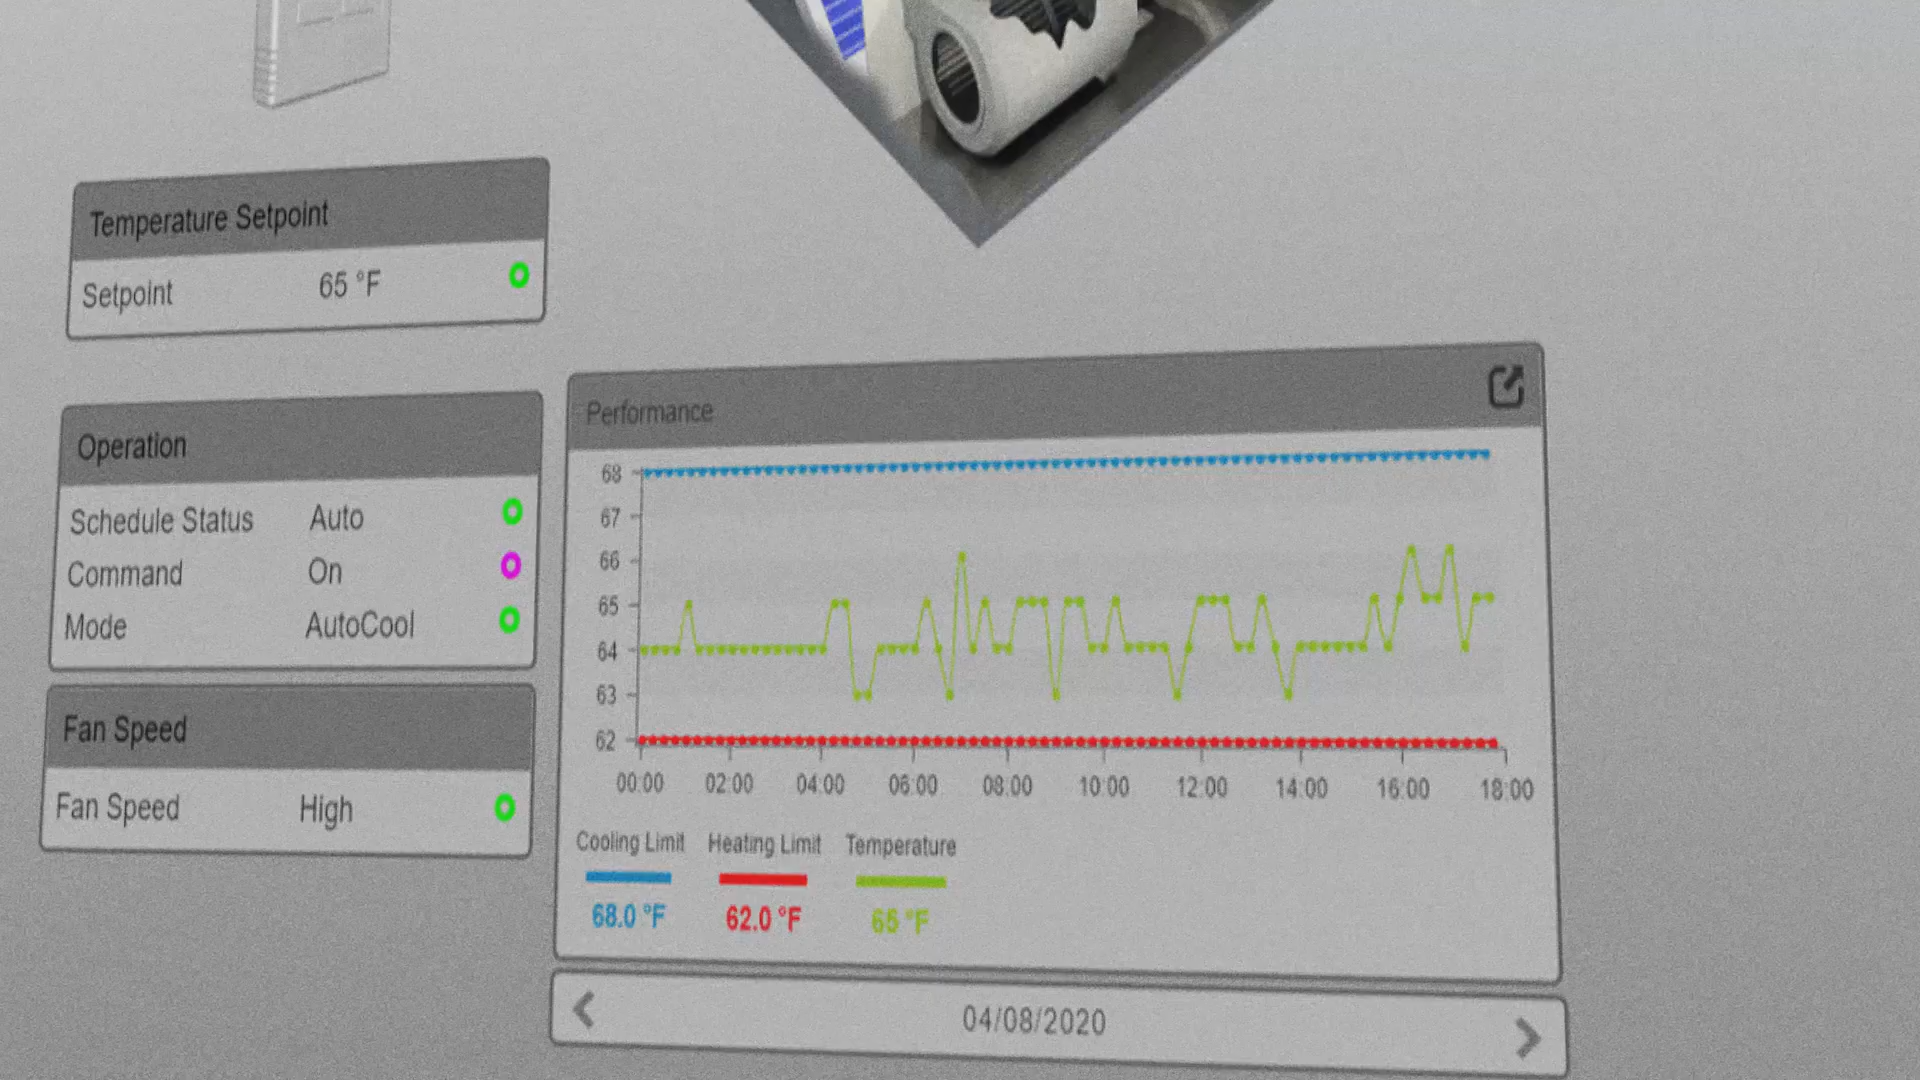 Temperature Setpoint
Setpoint 65 °F
Operation
Schedule Status Auto
Command On
Mode AutoCool
Fan Speed
Fan Speed High
Performance
68
67
66
65
64
63
62
00:00 02:00 04:00 06:00 08:00 10:00 12:00 14:00 16:00 18:00
Cooling Limit Heating Limit Temperature
68.0 °F 62.0 °F 65 °F
04/08/2020